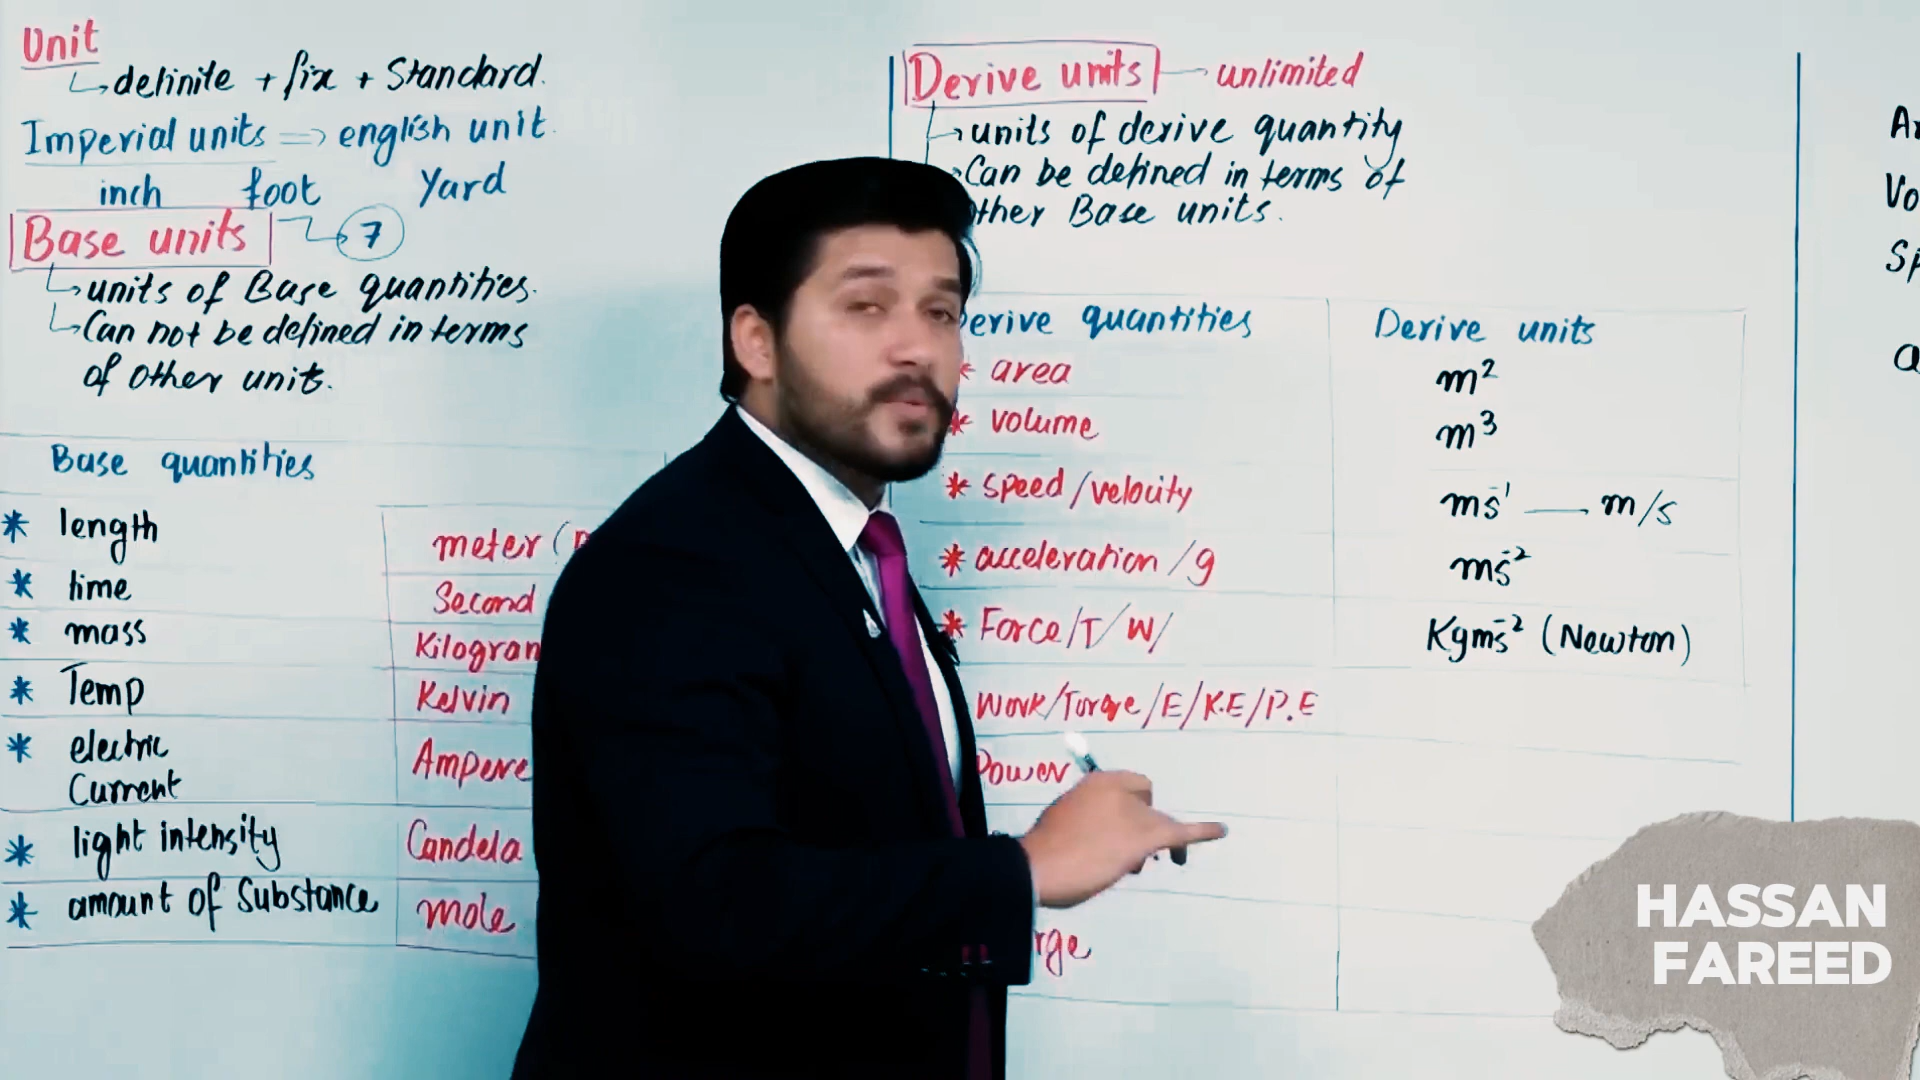 Unit
definite + fix + Standard.
Imperial units => english unit.
inch foot Yard
Base units 7
units of Base quantities.
Can not be defined in terms
of other unit.
Base quantities
* length meter
* time Second
* mass
* Temp Kelvin
* electric
Current Ampere
* light intensity Candela
* amount of Substance mole
Derive units unlimited
units of derive quantity
Can be defined in terms of
Base units.
quantities Derive units
* area m²
* volume m³
* speed/velocity ms⁻¹ — m/s
* acceleration/g ms⁻²
* Force/T/W/ Kgms⁻² (Newton)
Work/Torqe/E/K.E/P.E
Power
HASSAN
FAREED